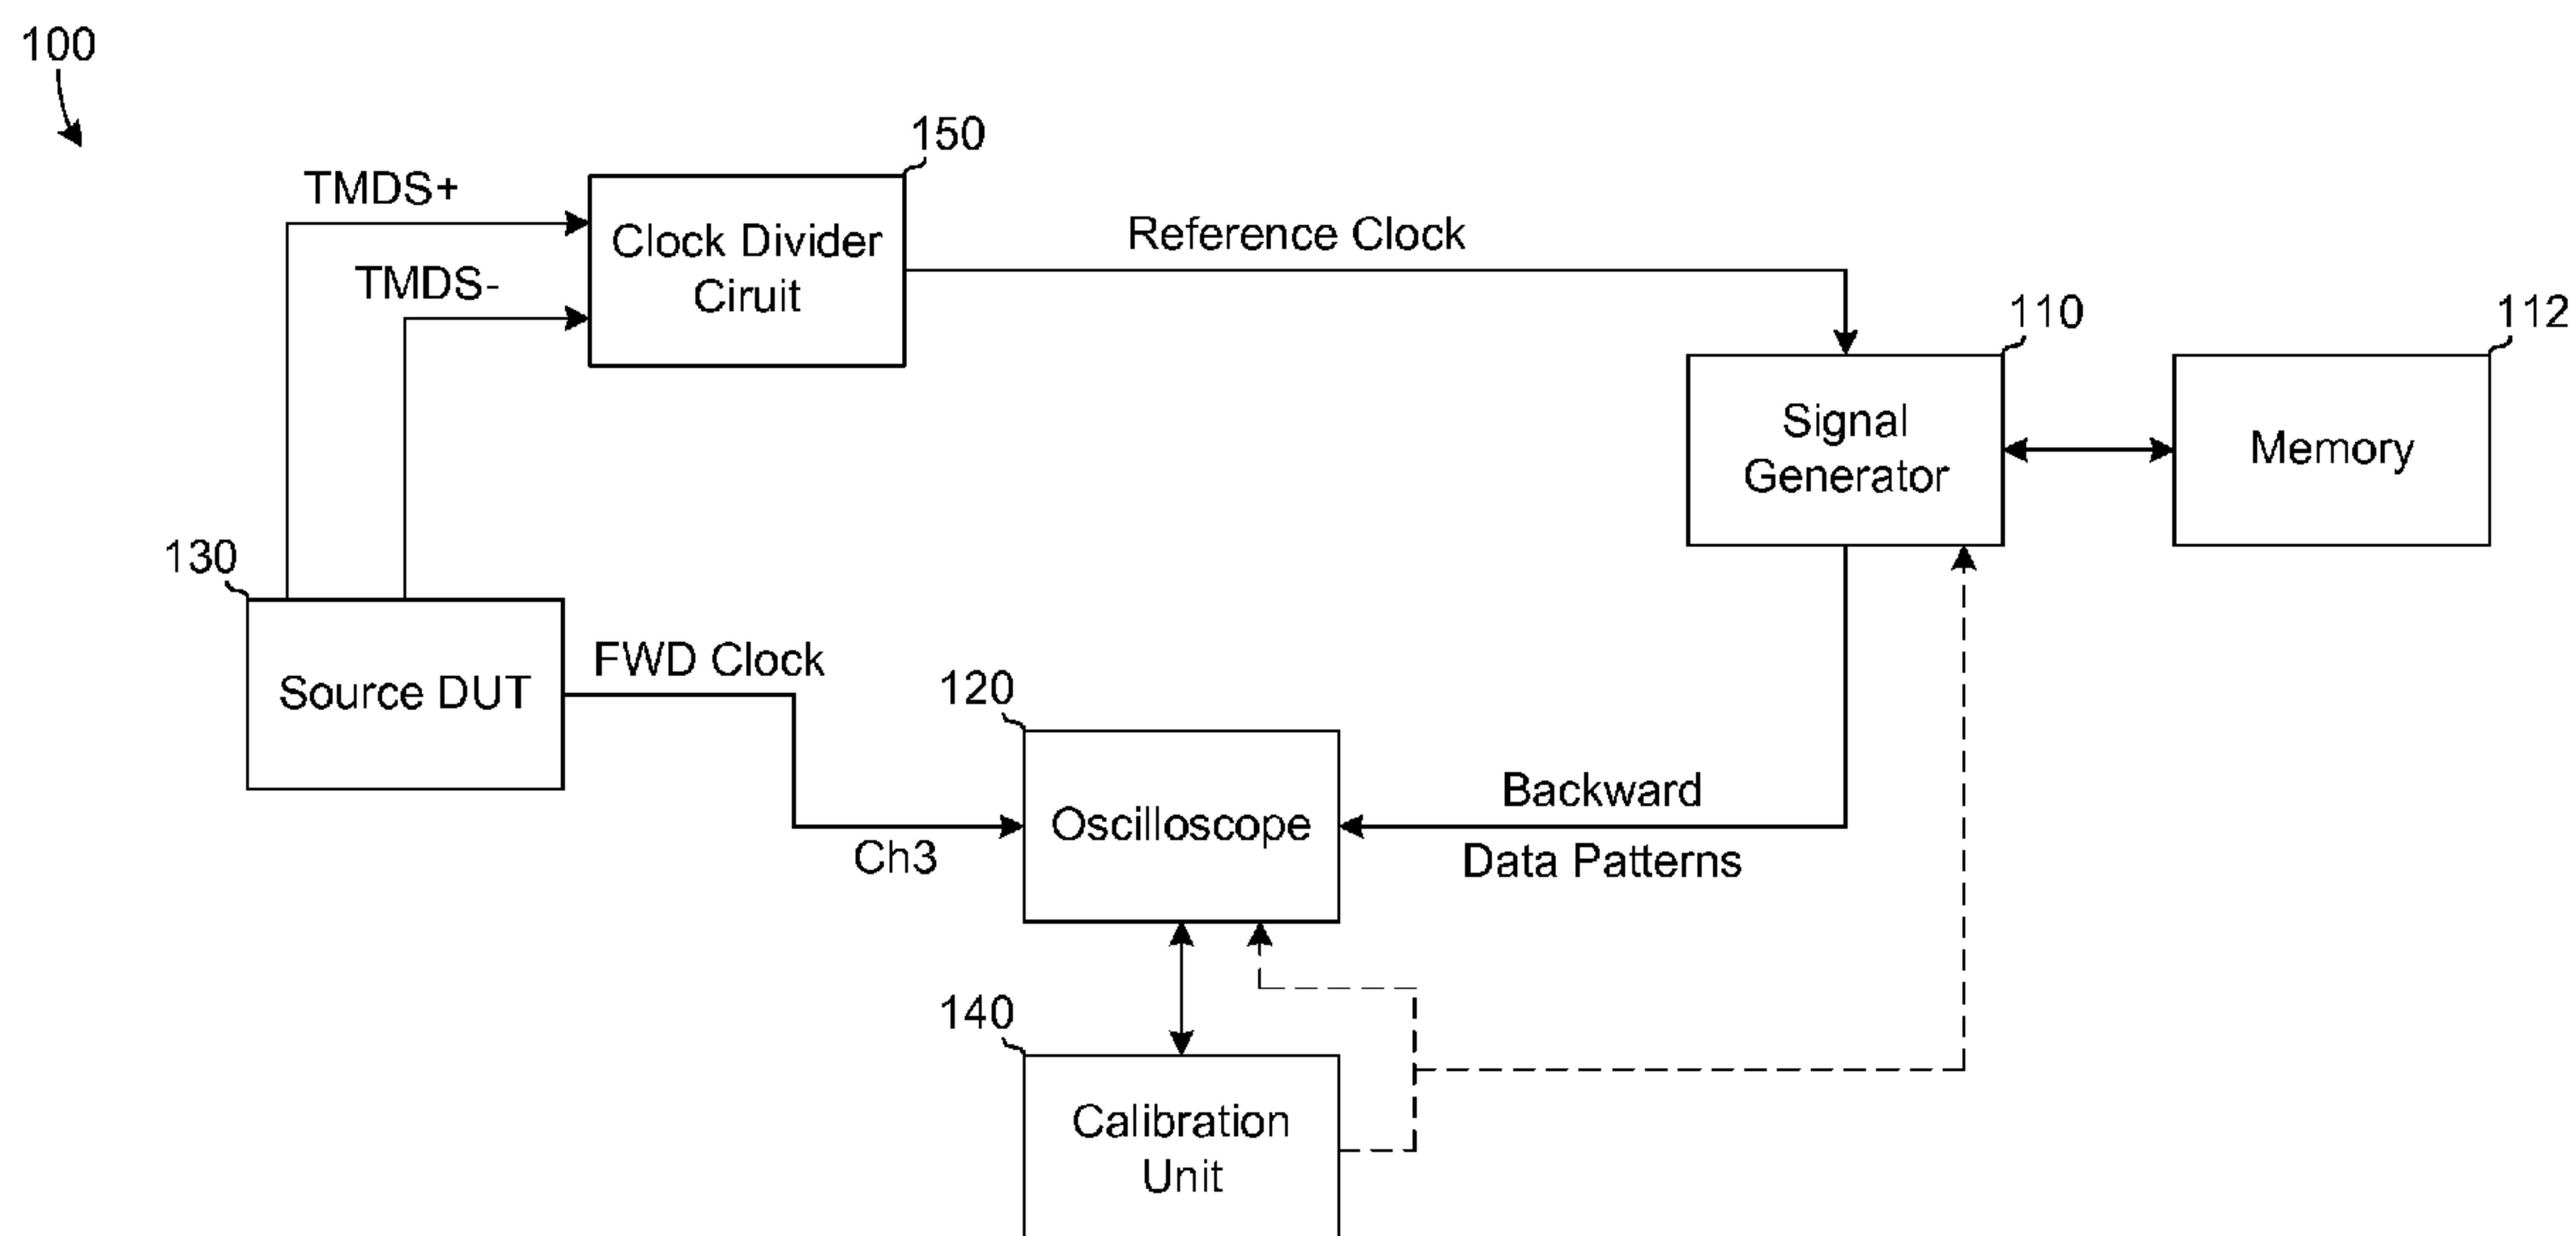 100
150
TMDS+
Clock Divider
Ciruit
Reference Clock
TMDS-
110
112
Signal
Generator
Memory
130
FWD Clock
Source DUT
120
Backward
Oscilloscope
Ch3
Data Patterns
140
Calibration
Unit